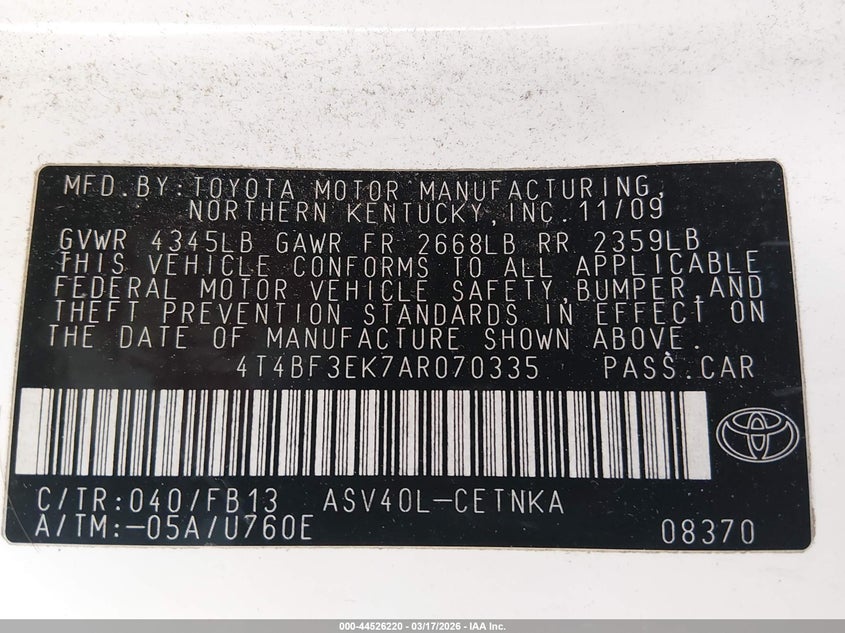 MFD.BY:TOYOTA MOTOR MANUFACTURING,
NORTHERN KENTUCKY,INC.11/09
GVWR 4345LB GAWR FR 2668LB RR 2359LB
THIS VEHICLE CONFORMS TO ALL APPLICABLE
FEDERAL MOTOR VEHICLE SAFETY,BUMPER,AND
THEFT PREVENTION STANDARDS IN EFFECT ON
THE DATE OF MANUFACTURE SHOWN ABOVE.
4T4BF3EK7AR070335 PASS.CAR
C/TR:040/FB13 ASV40L-CETNKA
A/TM:-05A/U760E 08370
000-44526220 - 03/17/2026 - IAA Inc.